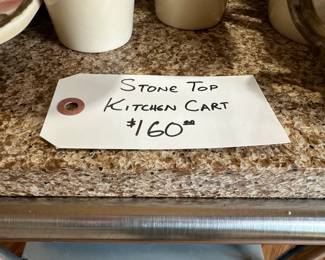 STONE TOP
KITCHEN CART
$160.00